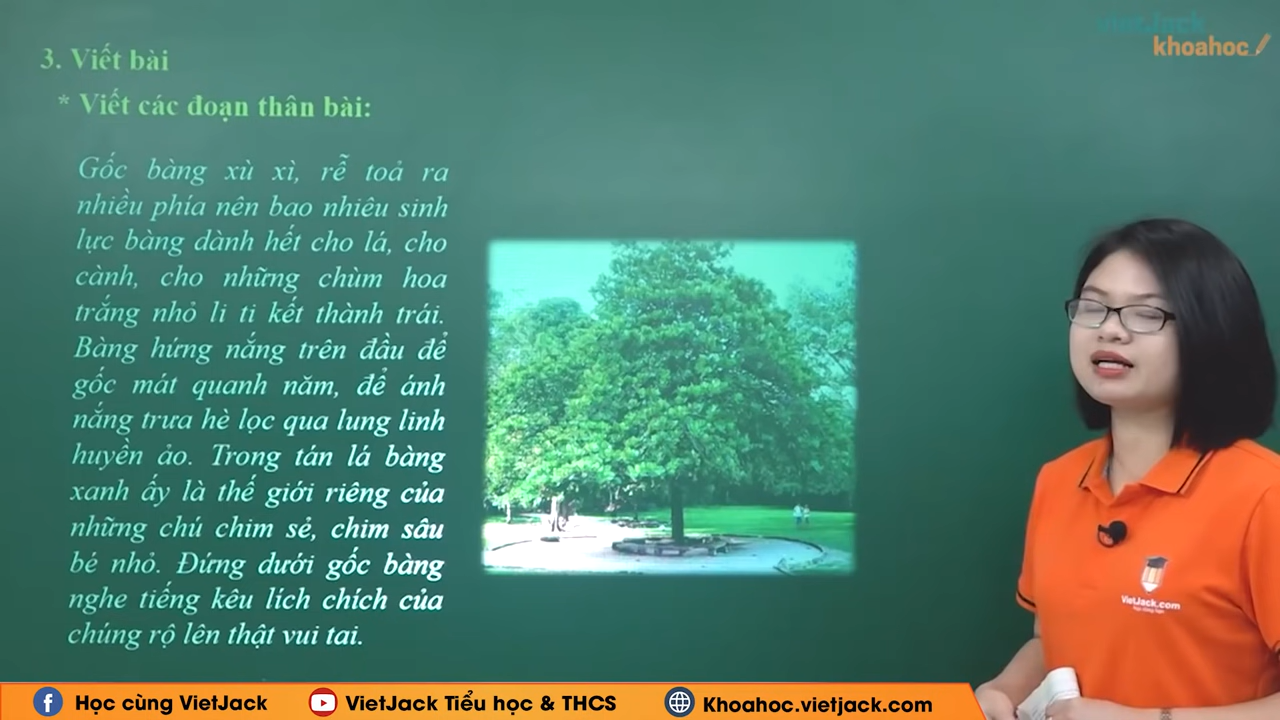 VietJack
khoahoc
3. Viết bài
* Viết các đoạn thân bài:
Gốc bàng xù xì, rễ toả ra
nhiều phía nên bao nhiêu sinh
lực bàng dành hết cho lá, cho
cành, cho những chùm hoa
trắng nhỏ li ti kết thành trái.
Bàng hứng nắng trên đầu để
gốc mát quanh năm, để ánh
nắng trưa hè lọc qua lung linh
huyền ảo. Trong tán lá bàng
xanh ấy là thế giới riêng của
những chú chim sẻ, chim sâu
bé nhỏ. Đứng dưới gốc bàng
nghe tiếng kêu lích chích của
chúng rộ lên thật vui tai.
VietJack.com
Học cùng VietJack
VietJack Tiểu học & THCS
Khoahoc.vietjack.com